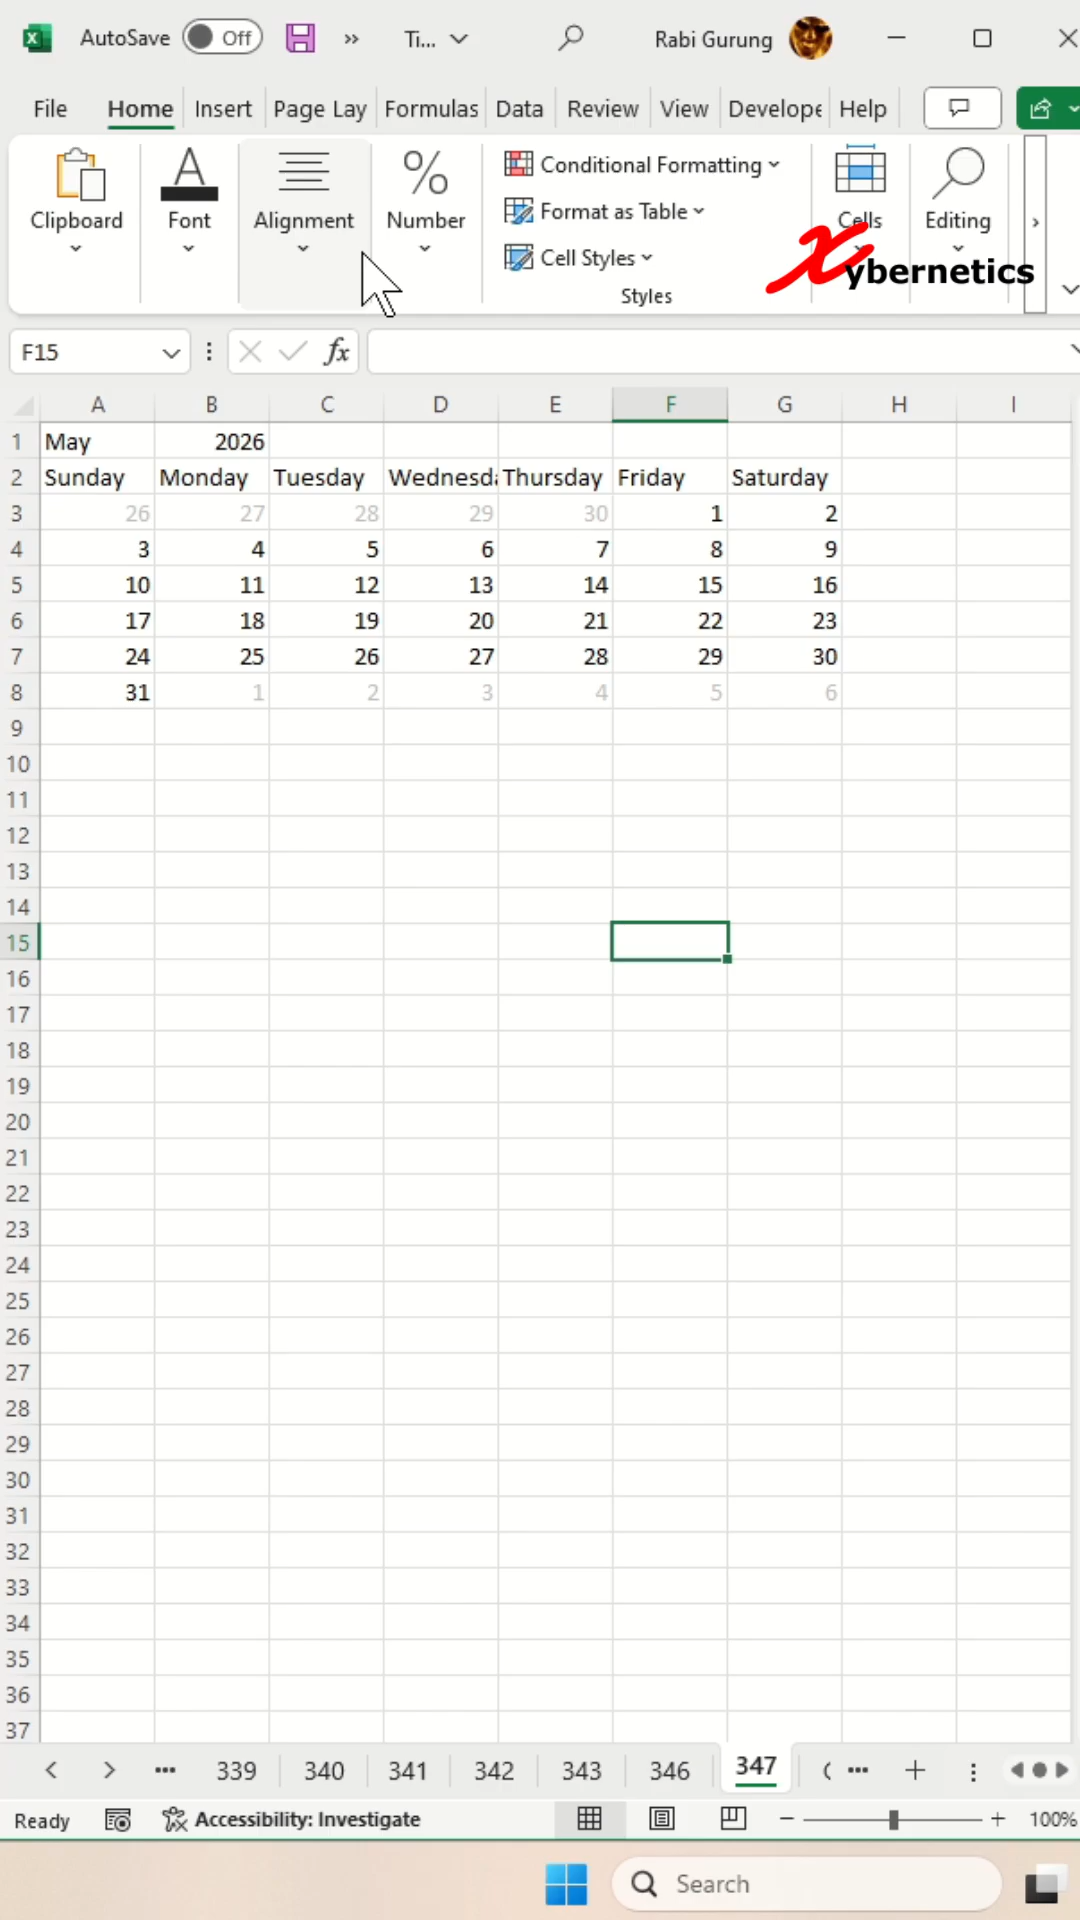 AutoSave Off Ti... Rabi Gurung
File Home Insert Page Lay Formulas Data Review View Develope Help
Clipboard Font Alignment Number Conditional Formatting Format as Table Cell Styles Styles Cells Editing
Xybernetics
F15 fx
A B C D E F G H I
1 May 2026
2 Sunday Monday Tuesday Wednesda Thursday Friday Saturday
3 26 27 28 29 30 1 2
4 3 4 5 6 7 8 9
5 10 11 12 13 14 15 16
6 17 18 19 20 21 22 23
7 24 25 26 27 28 29 30
8 31 1 2 3 4 5 6
9
10
11
12
13
14
15
16
17
18
19
20
21
22
23
24
25
26
27
28
29
30
31
32
33
34
35
36
37
... 339 340 341 342 343 346 347 ... +
Ready Accessibility: Investigate - + 100%
Search